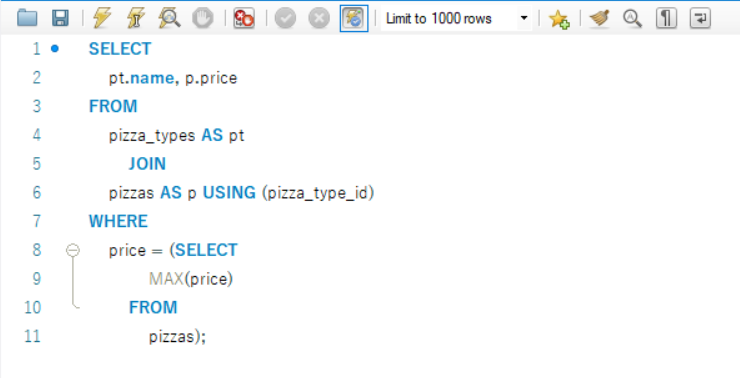 Limit to 1000 rows
1 SELECT
2 pt.name, p.price
3 FROM
4 pizza_types AS pt
5 JOIN
6 pizzas AS p USING (pizza_type_id)
7 WHERE
8 price = (SELECT
9 MAX(price)
10 FROM
11 pizzas);